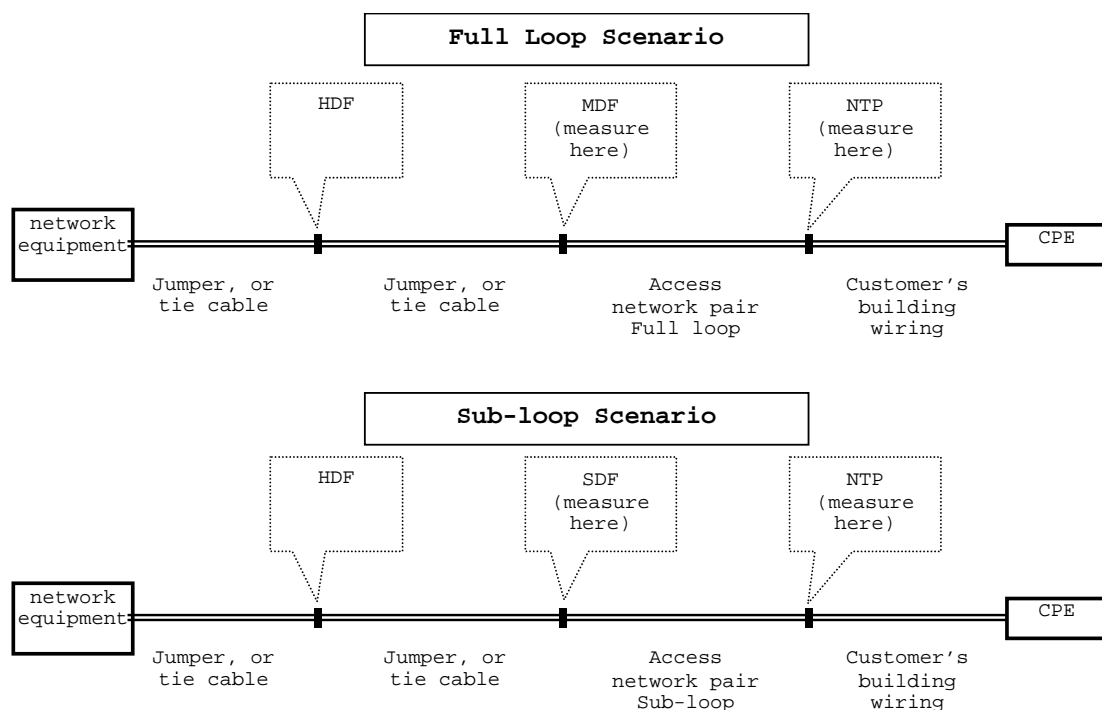 Full Loop Scenario
HDF
MDF
(measure
here)
NTP
(measure
here)
network
equipment
CPE
Jumper, or
tie cable
Jumper, or
tie cable
Access
network pair
Full loop
Customer’s
building
wiring
Sub-loop Scenario
HDF
SDF
(measure
here)
NTP
(measure
here)
network
equipment
CPE
Jumper, or
tie cable
Jumper, or
tie cable
Access
network pair
Sub-loop
Customer’s
building
wiring